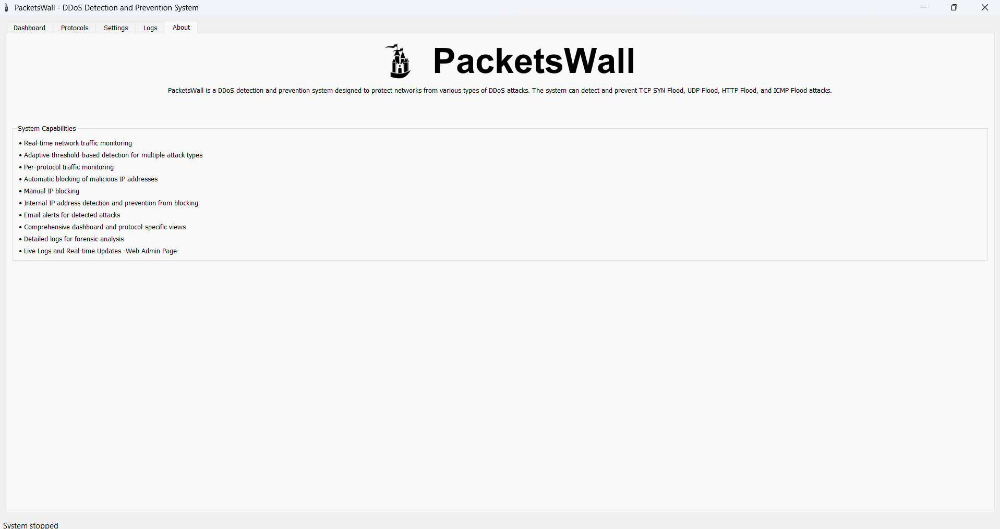 PacketsWall - DDoS Detection and Prevention System
Dashboard Protocols Settings Logs About
PacketsWall
PacketsWall is a DDoS detection and prevention system designed to protect networks from various types of DDoS attacks. The system can detect and prevent TCP SYN Flood, UDP Flood, HTTP Flood, and ICMP Flood attacks.
System Capabilities
• Real-time network traffic monitoring
• Adaptive threshold-based detection for multiple attack types
• Per-protocol traffic monitoring
• Automatic blocking of malicious IP addresses
• Manual IP blocking
• Internal IP address detection and prevention from blocking
• Email alerts for detected attacks
• Comprehensive dashboard and protocol-specific views
• Detailed logs for forensic analysis
• Live Logs and Real-time Updates -Web Admin Page-
System stopped